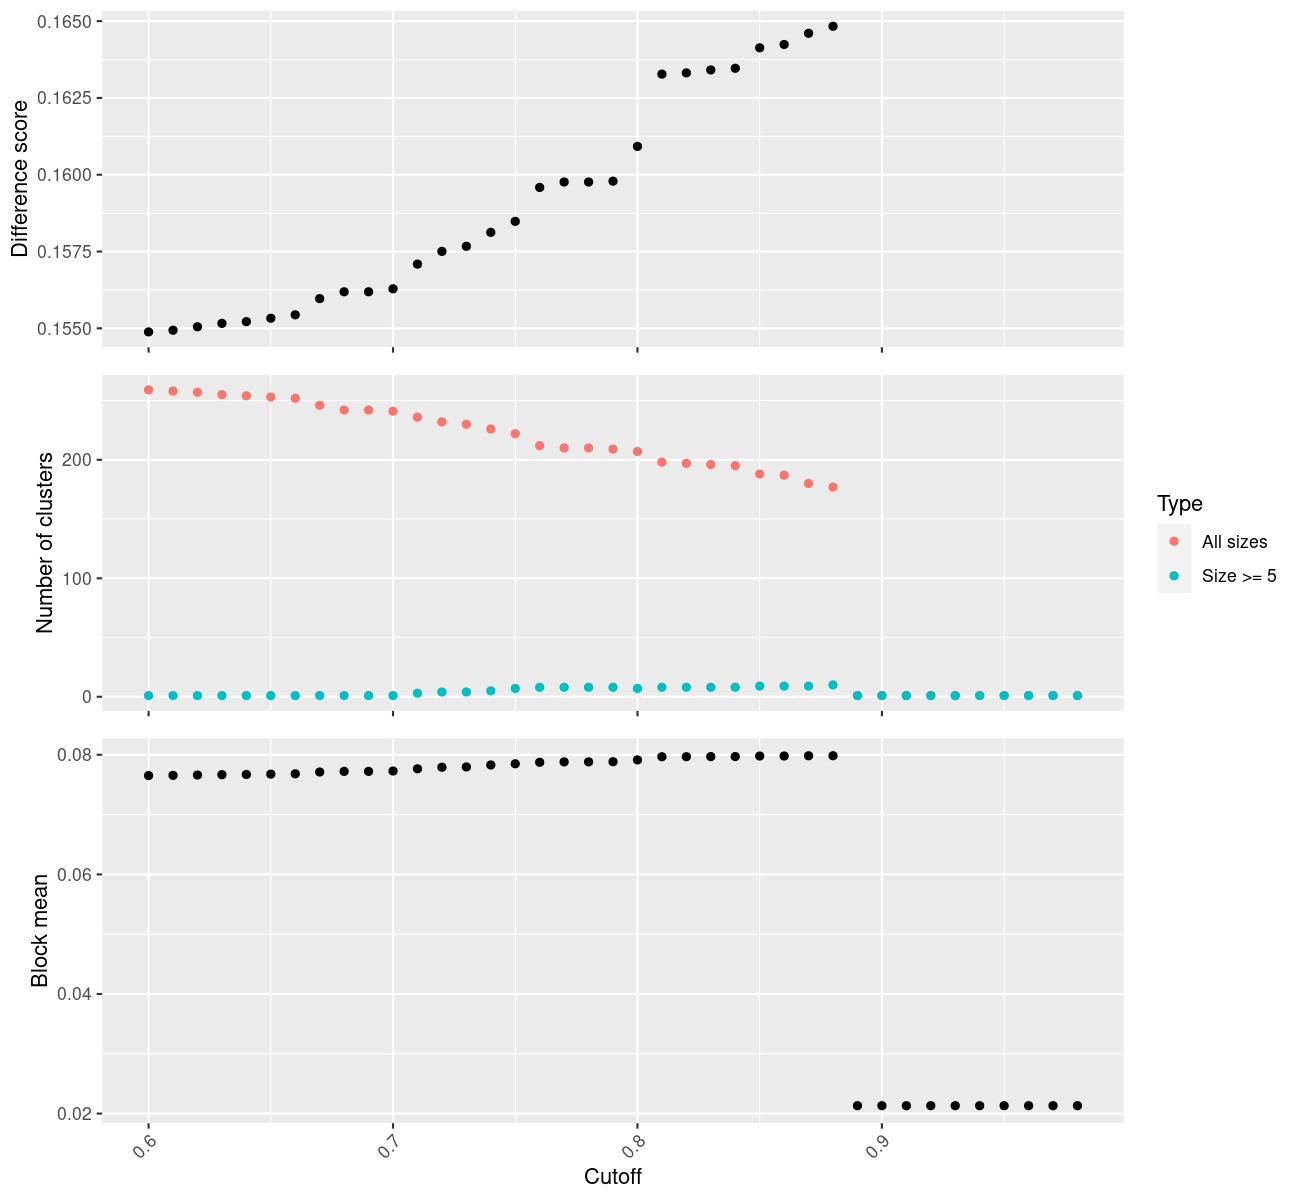 0.1650
0.1625
0.1600
0.1575
0.1550
Difference score
200
100
0
Number of clusters
0.08
0.06
0.04
0.02
Block mean
0.6
0.7
0.8
0.9
Cutoff
Type
All sizes
Size >= 5